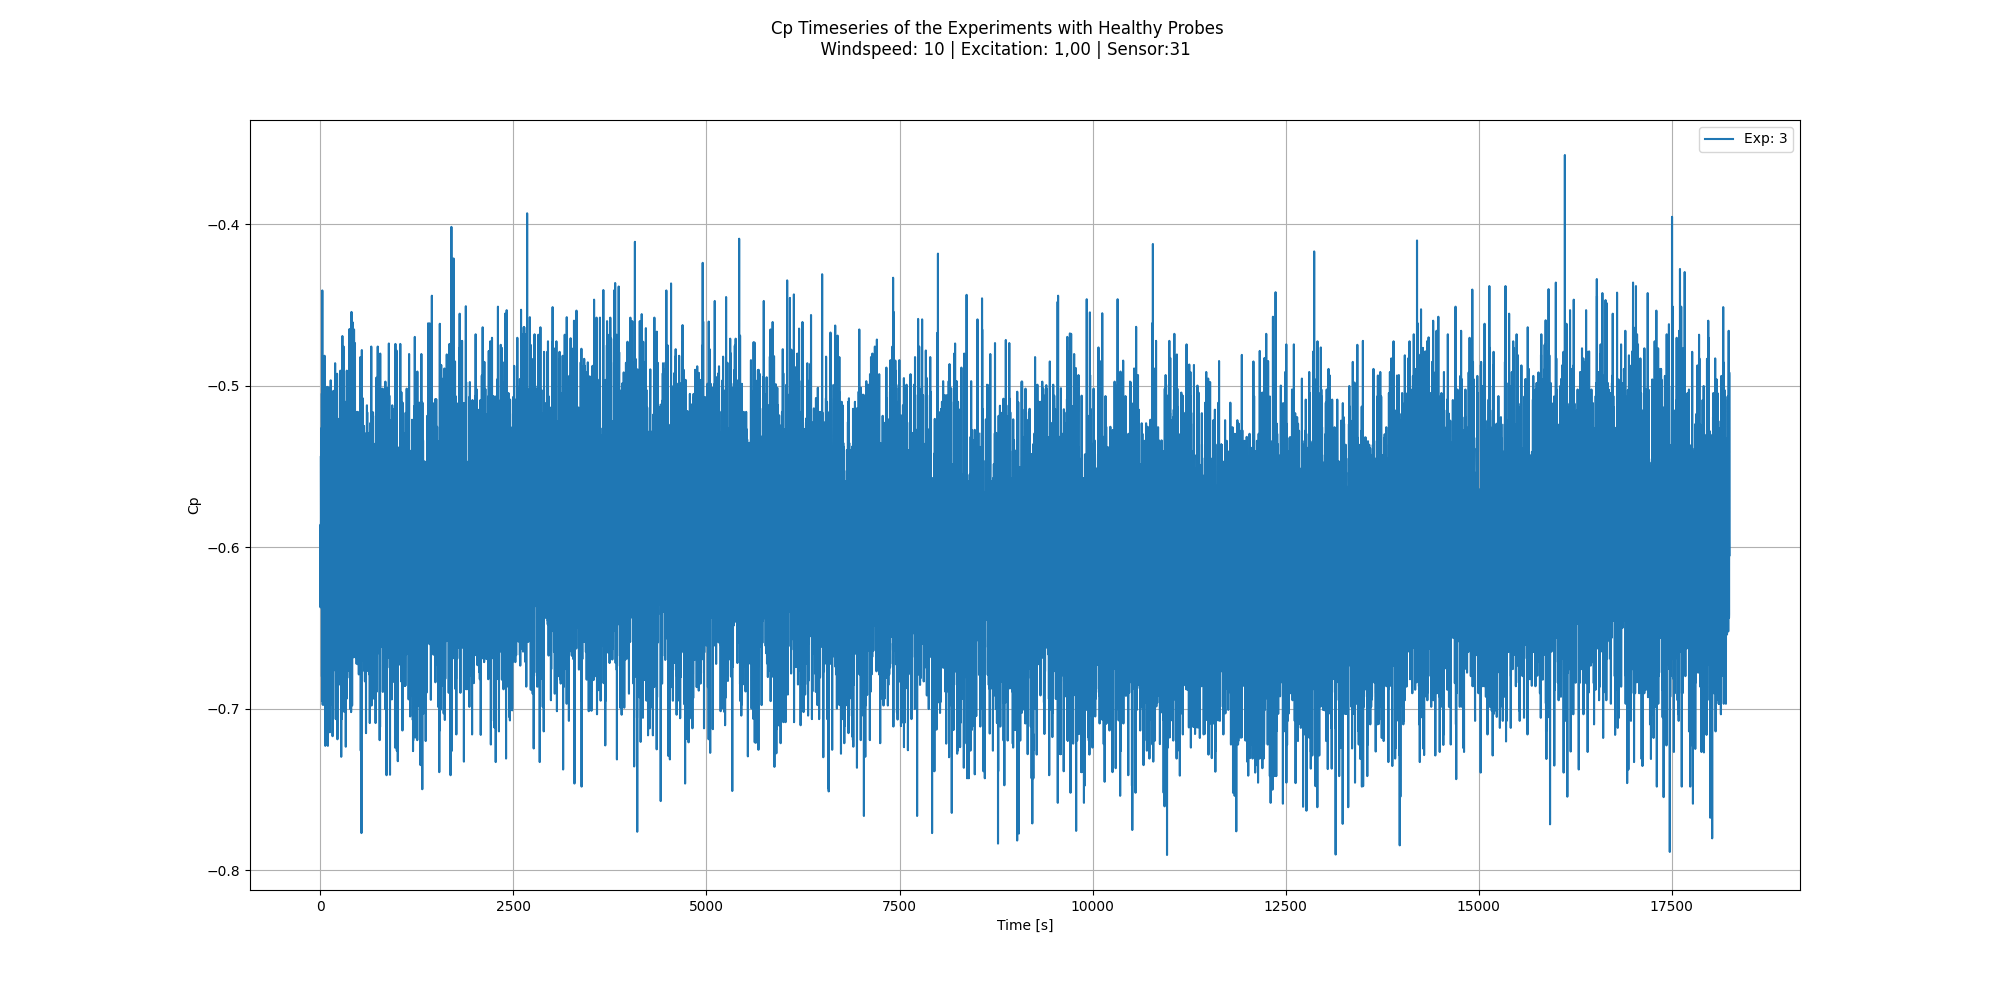 Cp Timeseries of the Experiments with Healthy Probes
Windspeed: 10 | Excitation: 1,00 | Sensor:31
Exp: 3
−0.4
−0.5
−0.6
−0.7
−0.8
Cp
0 2500 5000 7500 10000 12500 15000 17500
Time [s]